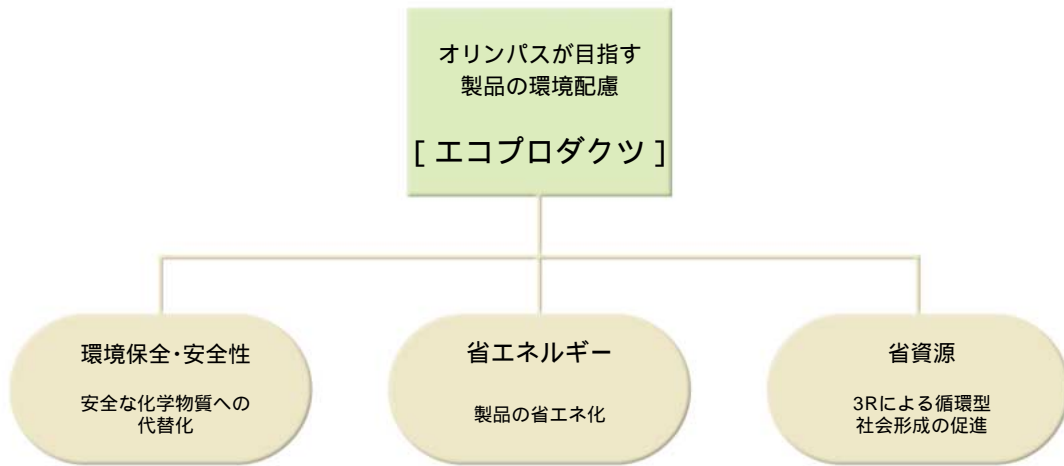 オリンパスが目指す
製品の環境配慮
[ エコプロダクツ ]
環境保全・安全性
安全な化学物質への
代替化
省エネルギー
製品の省エネ化
省資源
3Rによる循環型
社会形成の促進